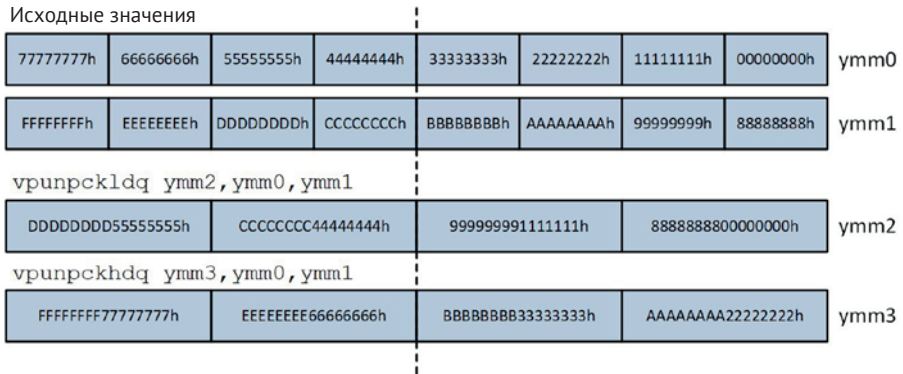 Исходные значения
77777777h 66666666h 55555555h 44444444h 33333333h 22222222h 11111111h 00000000h ymm0
FFFFFFFFh EEEEEEEEh DDDDDDDDh CCCCCCCCh BBBBBBBBh AAAAAAAAh 99999999h 88888888h ymm1
vpunpckldq ymm2,ymm0,ymm1
DDDDDDDD55555555h CCCCCCCC44444444h 9999999991111111h 8888888800000000h ymm2
vpunpckhdq ymm3,ymm0,ymm1
FFFFFFFF77777777h EEEEEEEE66666666h BBBBBBBB33333333h AAAAAAAA22222222h ymm3